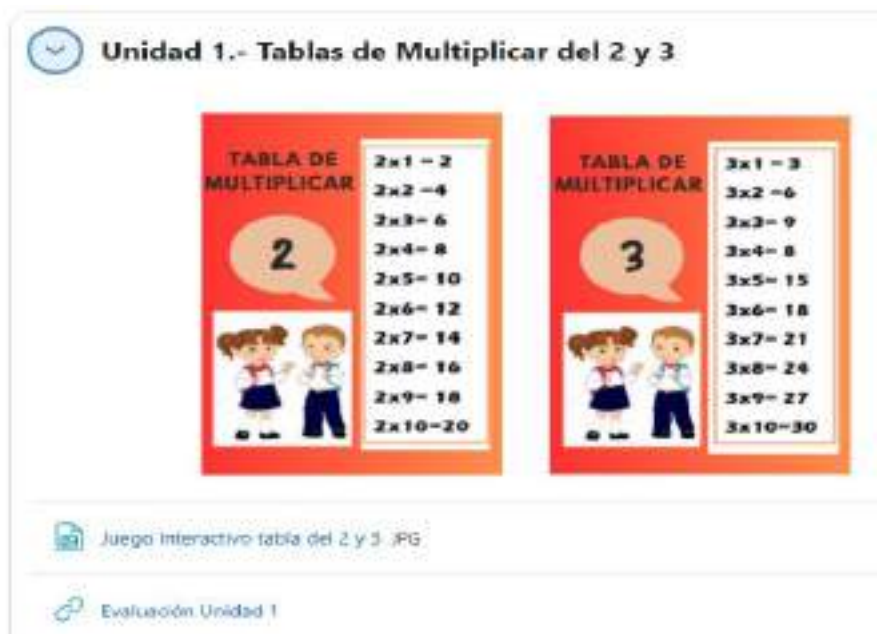 Unidad 1.- Tablas de Multiplicar del 2 y 3
TABLA DE
MULTIPLICAR
2
2x1 = 2
2x2 =4
2x3= 6
2x4= 8
2x5= 10
2x6= 12
2x7= 14
2x8= 16
2x9= 18
2x10=20
TABLA DE
MULTIPLICAR
3
3x1 = 3
3x2 =6
3x3= 9
3x4= 8
3x5= 15
3x6= 18
3x7= 21
3x8= 24
3x9= 27
3x10=30
Juego Interactivo tabla del 2 y 3 JPG
Evaluación Unidad 1